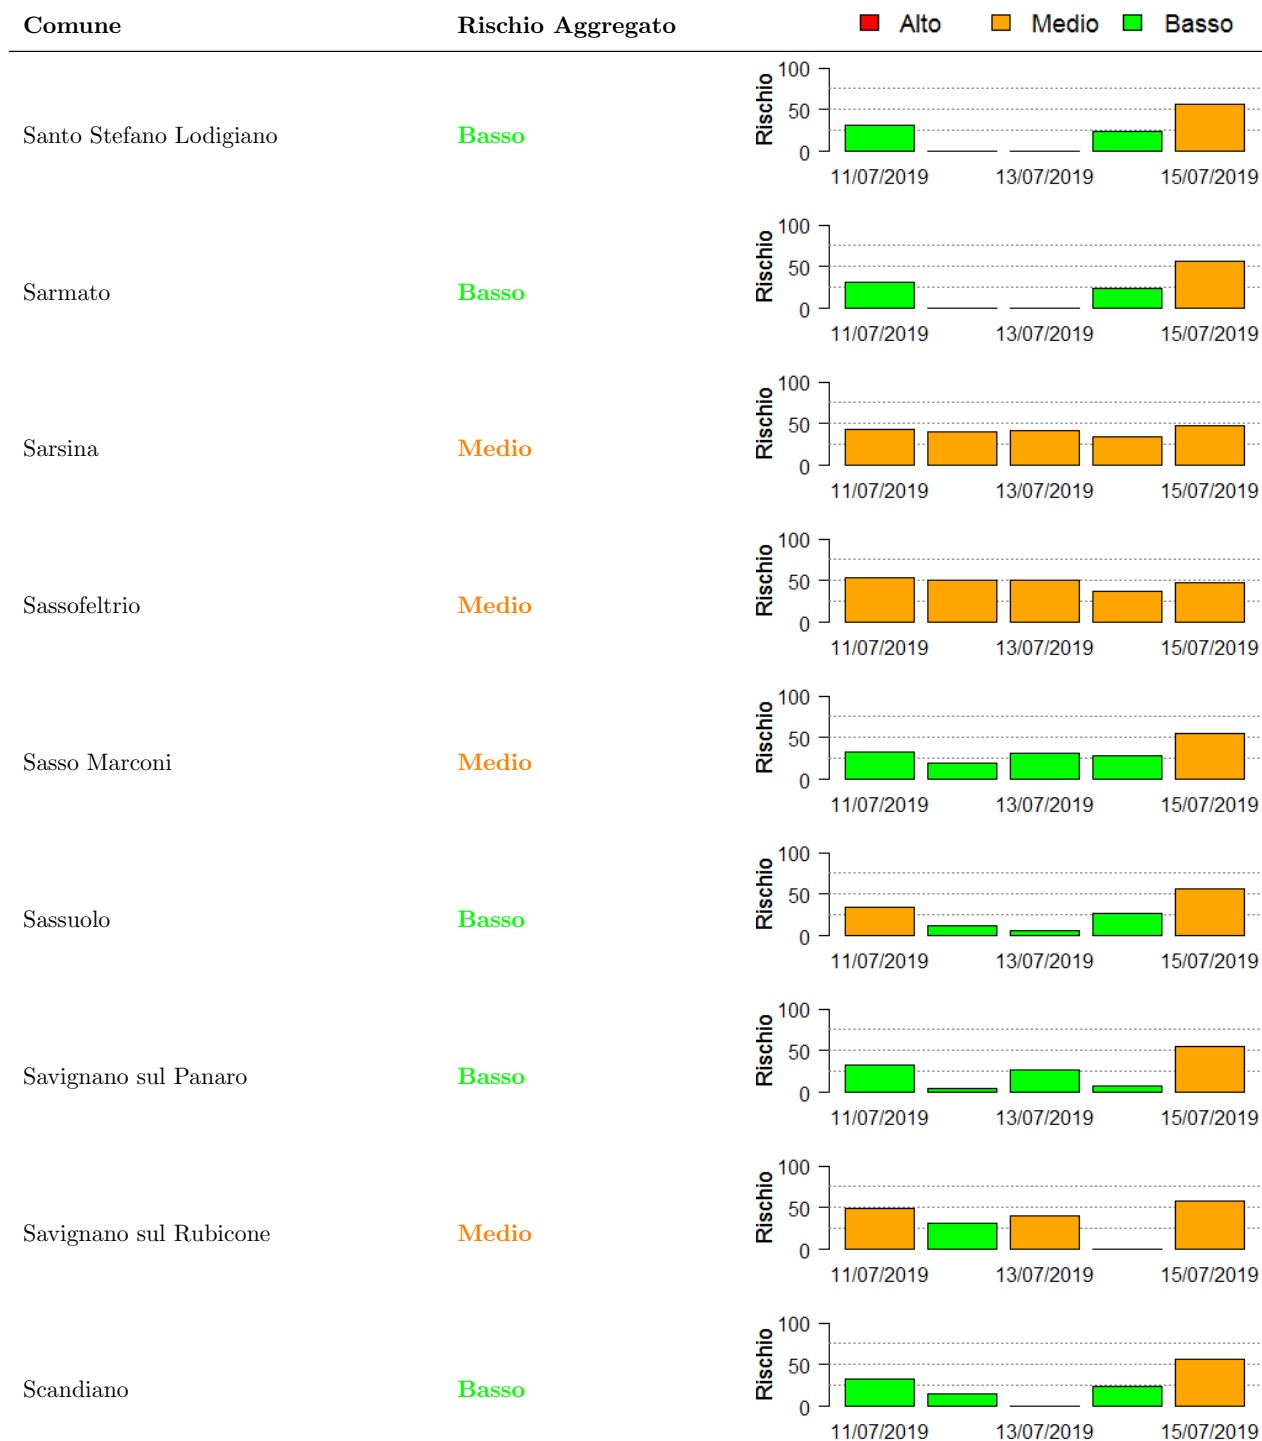 Comune Rischio Aggregato Alto Medio Basso
Santo Stefano Lodigiano Basso Rischio 100 50 0
11/07/2019 13/07/2019 15/07/2019
Sarmato Basso Rischio 100 50 0
11/07/2019 13/07/2019 15/07/2019
Sarsina Medio Rischio 100 50 0
11/07/2019 13/07/2019 15/07/2019
Sassofeltrio Medio Rischio 100 50 0
11/07/2019 13/07/2019 15/07/2019
Sasso Marconi Medio Rischio 100 50 0
11/07/2019 13/07/2019 15/07/2019
Sassuolo Basso Rischio 100 50 0
11/07/2019 13/07/2019 15/07/2019
Savignano sul Panaro Basso Rischio 100 50 0
11/07/2019 13/07/2019 15/07/2019
Savignano sul Rubicone Medio Rischio 100 50 0
11/07/2019 13/07/2019 15/07/2019
Scandiano Basso Rischio 100 50 0
11/07/2019 13/07/2019 15/07/2019